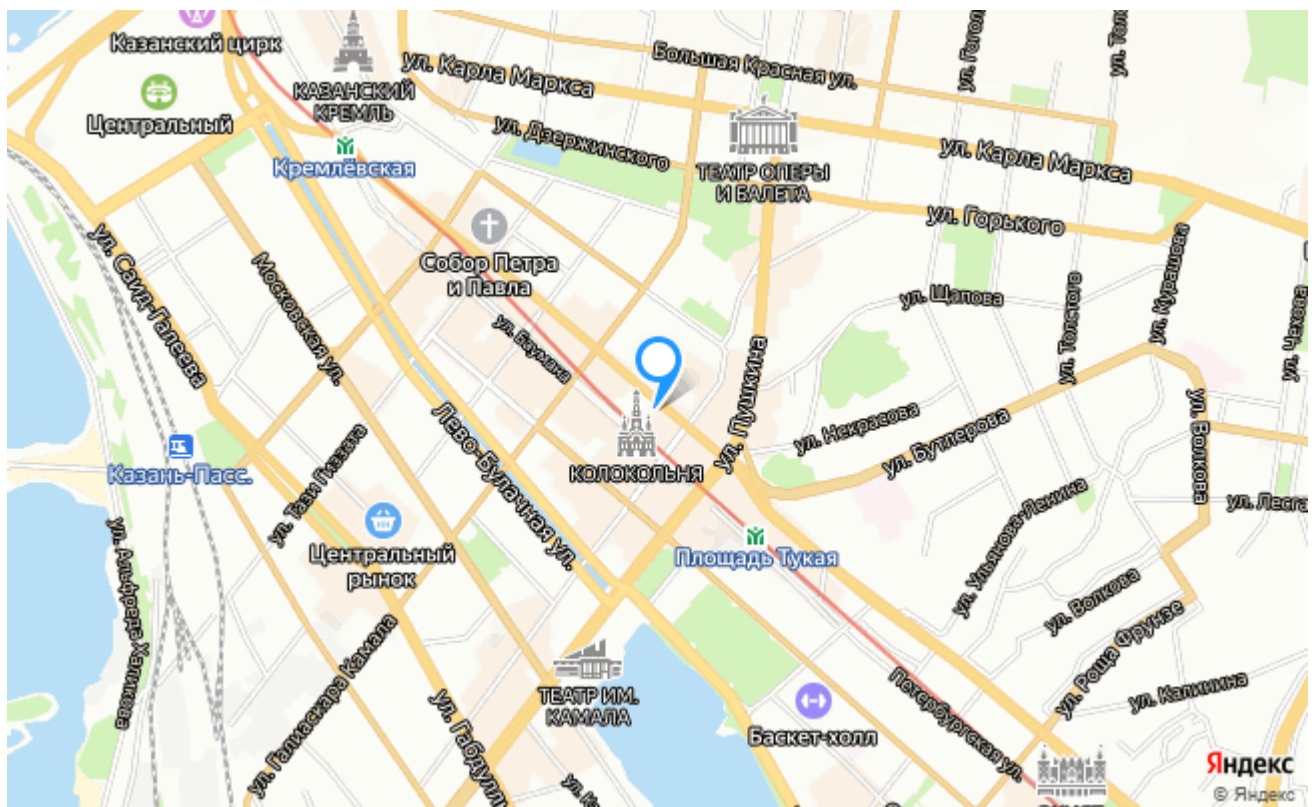 Казанский цирк
Большая Красная ул.
ул. Карла Маркса
КАЗАНСКИЙ
КРЕМЛЬ
Центральный
ул. Дзержинского
Кремлёвская
ТЕАТР ОПЕРЫ
И БАЛЕТА
ул. Карла Маркса
ул. Горького
Собор Петра
и Павла
ул. Саид-Галеева
Московская ул.
ул. Щапова
ул. Толстого
ул. Курашова
ул. Чехова
ул. Баумана
ул. Пушкина
Лево-Булачная ул.
ул. Некрасова
ул. Бутлерова
ул. Волкова
КОЛОКОЛЬНЯ
Казань-Пасс.
ул. Тази Гиззата
ул. Ульянова-Ленина
Центральный
рынок
Площадь Тукая
ул. Альфреда Халикова
ул. Волкова
ул. Роща Фрунзе
ул. Галиаскара Камала
ТЕАТР ИМ.
КАМАЛА
Баскет-холл
Петербургская ул.
ул. Калинина
Яндекс
© Яндекс